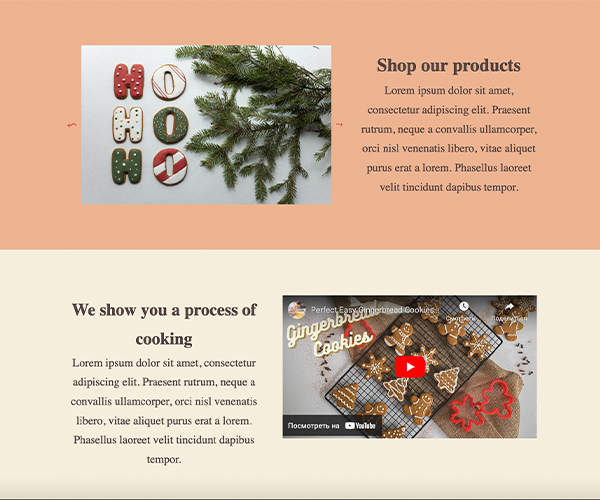 HO
HO
HO
Shop our products
Lorem ipsum dolor sit amet,
consectetur adipiscing elit. Praesent
rutrum, neque a convallis ullamcorper,
orci nisl venenatis libero, vitae aliquet
purus erat a lorem. Phasellus laoreet
velit tincidunt dapibus tempor.
We show you a process of
cooking
Lorem ipsum dolor sit amet, consectetur
adipiscing elit. Praesent rutrum, neque a
convallis ullamcorper, orci nisl venenatis
libero, vitae aliquet purus erat a lorem.
Phasellus laoreet velit tincidunt dapibus
tempor.
Perfect Easy Gingerbread Cookies...
Поделиться
Gingerbread
Cookies
Посмотреть на YouTube